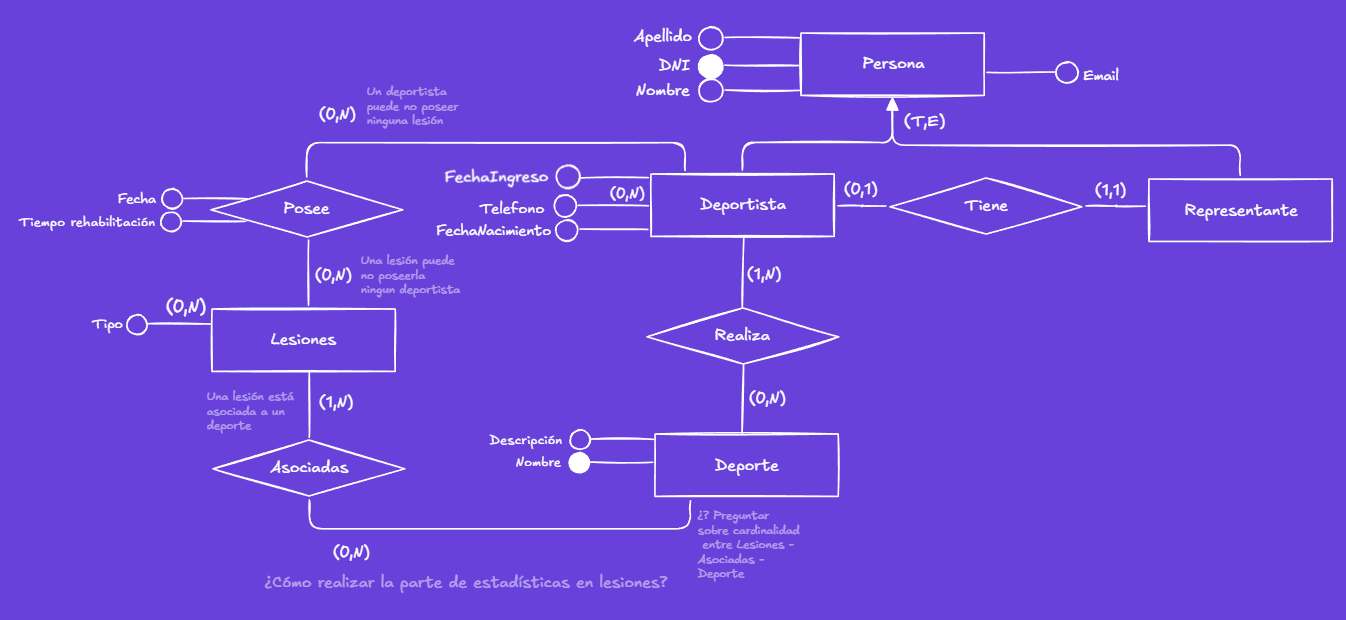 Apellido
DNI
Nombre
Persona
Email
(T,E)
(0,N)
Un deportista
puede no poseer
ninguna lesión
Fecha
Tiempo rehabilitación
Posee
FechaIngreso
(0,N)
Telefono
FechaNacimiento
Deportista
(0,1)
Tiene
(1,1)
Representante
(0,N)
Una lesión puede
no poseerla
ningun deportista
(1,N)
Tipo
(0,N)
Lesiones
Realiza
Una lesión está
asociada a un
deporte
(1,N)
(0,N)
Asociadas
Descripción
Nombre
Deporte
¿? Preguntar
sobre cardinalidad
entre Lesiones -
Asociadas -
Deporte
(0,N)
¿Cómo realizar la parte de estadísticas en lesiones?